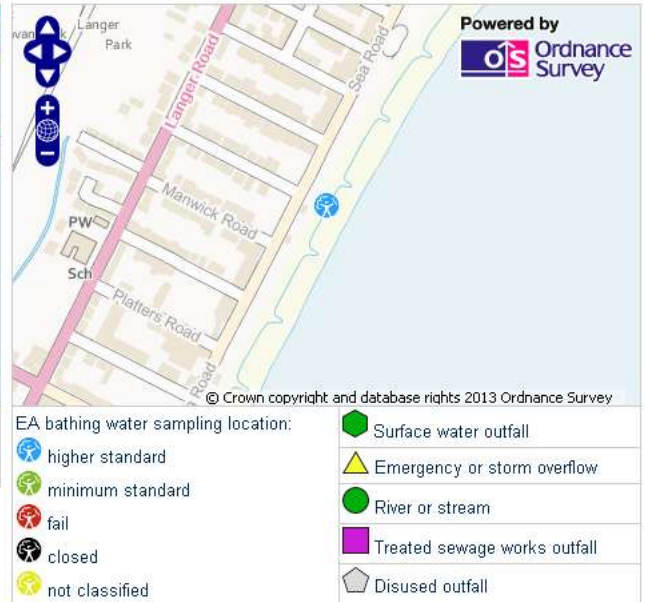 Langer
Park
Powered by
OS Ordnance
Survey
Sea Road
Langer Road
Manwick Road
PW
Sch
Platters Road
Road
© Crown copyright and database rights 2013 Ordnance Survey
EA bathing water sampling location:
higher standard
minimum standard
fail
closed
not classified
Surface water outfall
Emergency or storm overflow
River or stream
Treated sewage works outfall
Disused outfall